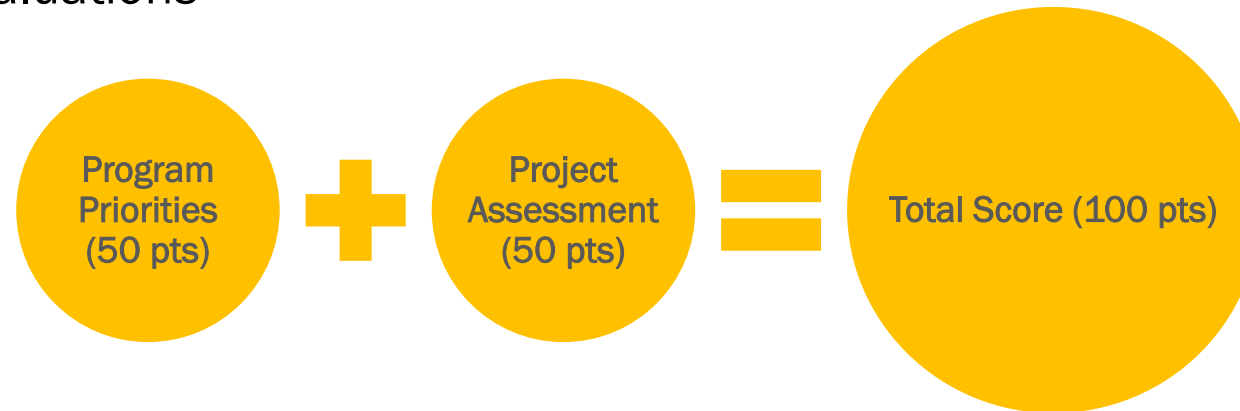 Program
Priorities
(50 pts)
Project
Assessment
(50 pts)
Total Score (100 pts)